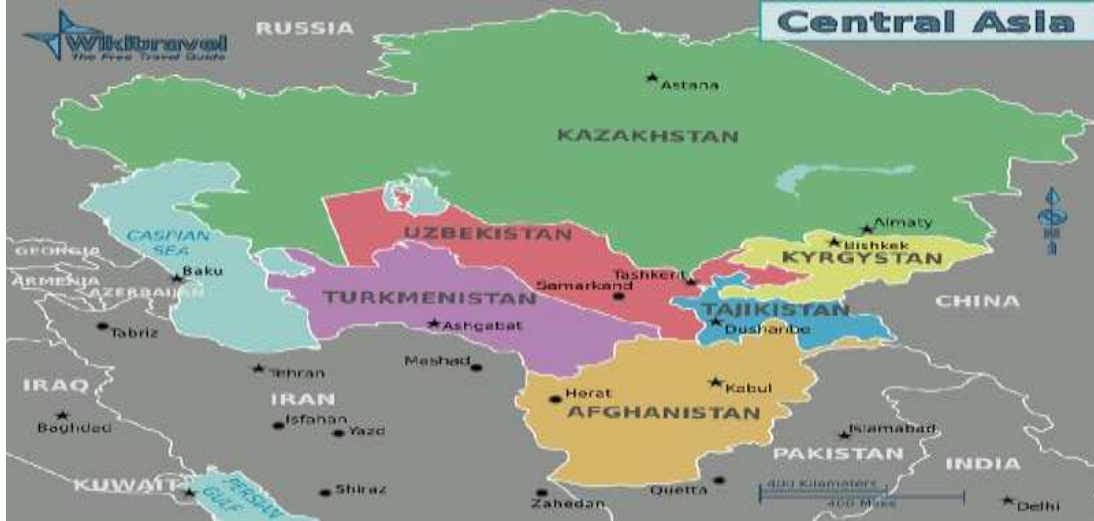 Central Asia
Wikitravel
The Free Travel Guide
RUSSIA
Astana
KAZAKHSTAN
Almaty
CASPIAN
SEA
UZBEKISTAN
Bishkek
KYRGYSTAN
GEORGIA
ARMENIA
AZERBAIJAN
Baku
Tashkent
Samarkand
TURKMENISTAN
TAJIKISTAN
CHINA
Ashgabat
Dushanbe
Tabriz
Mashad
Tehran
IRAQ
IRAN
Herat
Kabul
AFGHANISTAN
Baghdad
Isfahan
Yazd
Islamabad
PAKISTAN
INDIA
KUWAIT
PERSIAN
GULF
Shiraz
Zahedan
Quetta
400 Kilometers
400 Miles
Delhi